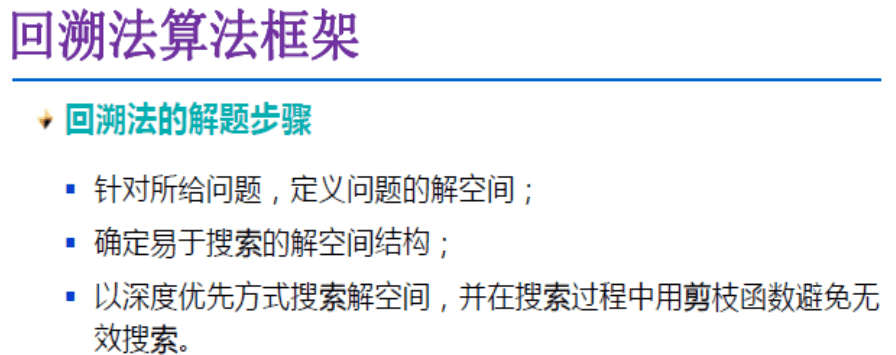 回溯法算法框架
回溯法的解题步骤
针对所给问题，定义问题的解空间；
确定易于搜索的解空间结构；
以深度优先方式搜索解空间，并在搜索过程中用剪枝函数避免无
效搜索。